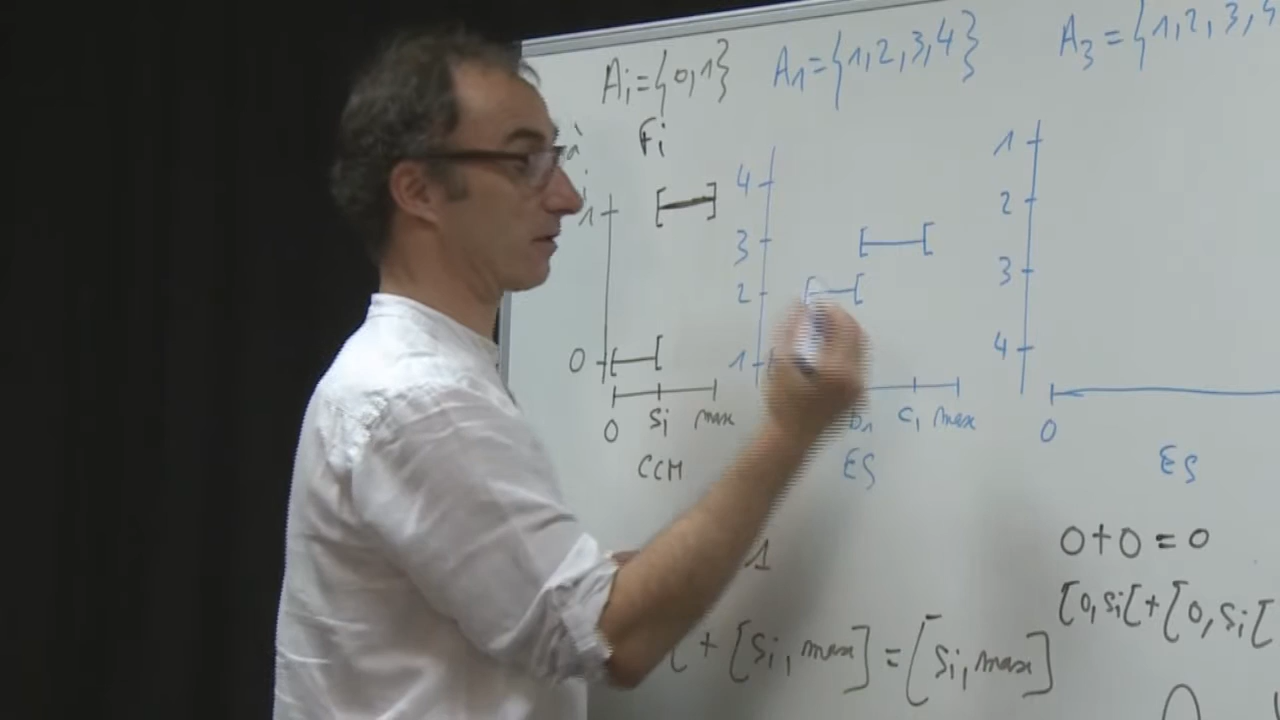 Ai={0,1}
A1={1,2,3,4}
A3={1,2,3,4
à
Fi
i
1
0
0 si max
CCM
4
3
2
1
b1 c1 max
ES
1
2
3
4
0
ES
1
0+0=0
[0,si[+[0,si[
[+[si,max]=[si,max]